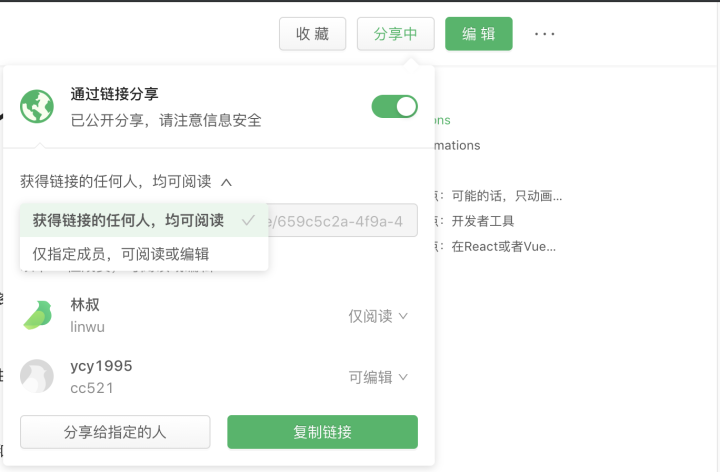 收 藏
分享中
编 辑
···
通过链接分享
已公开分享，请注意信息安全
ons
mations
获得链接的任何人，均可阅读
获得链接的任何人，均可阅读
e/659c5c2a-4f9a-4
仅指定成员，可阅读或编辑
点：可能的话，只动画...
点：开发者工具
点：在React或者Vue...
林叔
linwu
仅阅读
ycy1995
cc521
可编辑
分享给指定的人
复制链接